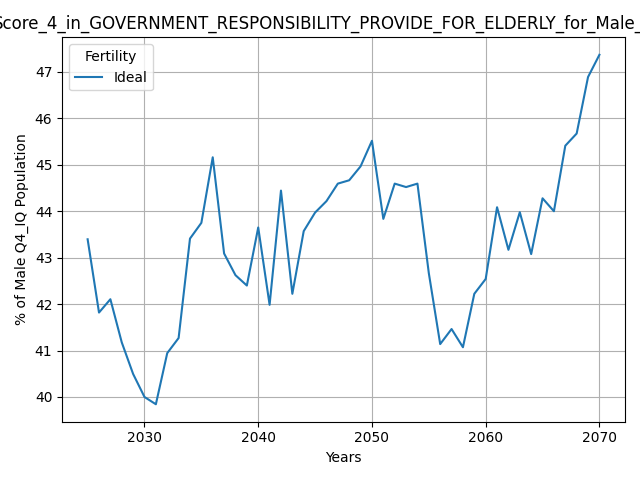 Score_4_in_GOVERNMENT_RESPONSIBILITY_PROVIDE_FOR_ELDERLY_for_Male_
Fertility
Ideal
47
46
45
44
43
42
41
40
% of Male Q4_IQ Population
2030 2040 2050 2060 2070
Years